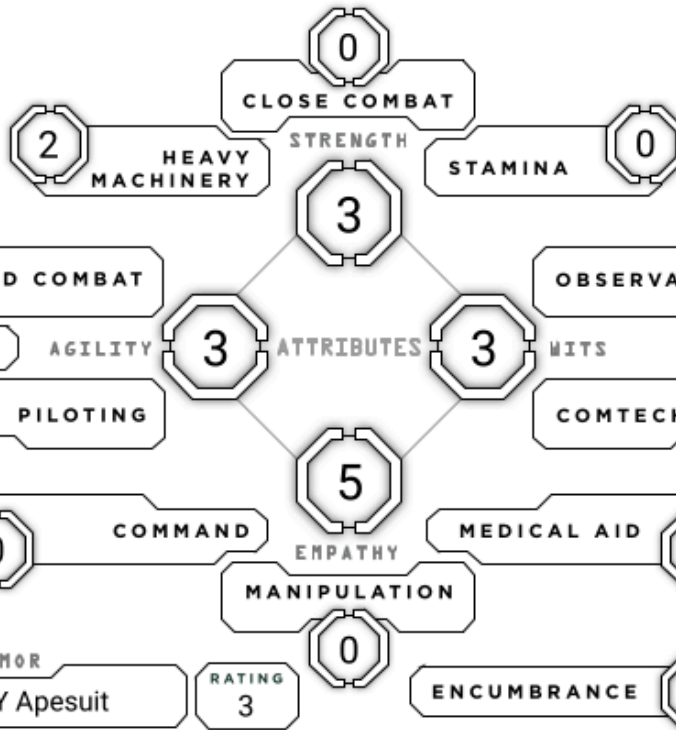 0
CLOSE COMBAT
2
HEAVY
MACHINERY
STRENGTH
STAMINA
0
3
D COMBAT
OBSERVA
AGILITY
3
ATTRIBUTES
3
WITS
PILOTING
COMTECH
5
COMMAND
MEDICAL AID
EMPATHY
MANIPULATION
0
MOR
Y Apesuit
RATING
3
ENCUMBRANCE